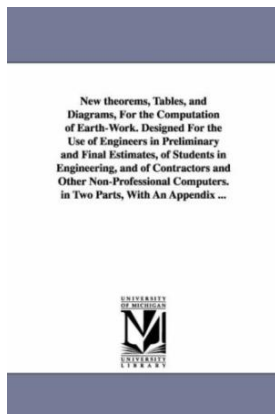 New theorems, Tables, and
Diagrams, For the Computation
of Earth-Work. Designed For the
Use of Engineers in Preliminary
and Final Estimates, of Students in
Engineering, and of Contractors and
Other Non-Professional Computers.
in Two Parts, With An Appendix ...
UNIVERSITY
OF MICHIGAN
UNIVERSITY
LIBRARY